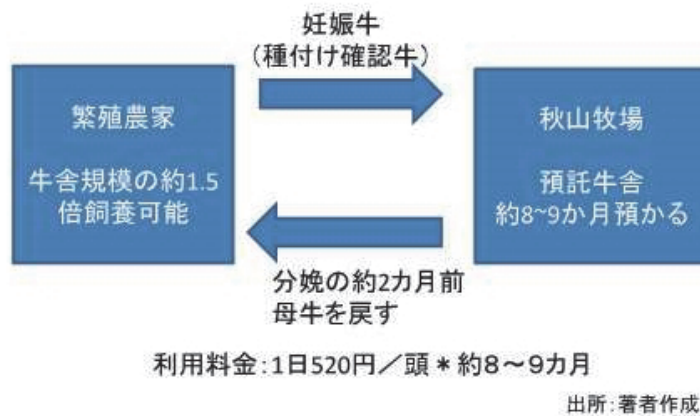 妊娠牛
(種付け確認牛)
繁殖農家
牛舎規模の約1.5
倍飼養可能
秋山牧場
預託牛舎
約8~9か月預かる
分娩の約2カ月前
母牛を戻す
利用料金:1日520円／頭＊約８～９カ月
出所:著者作成